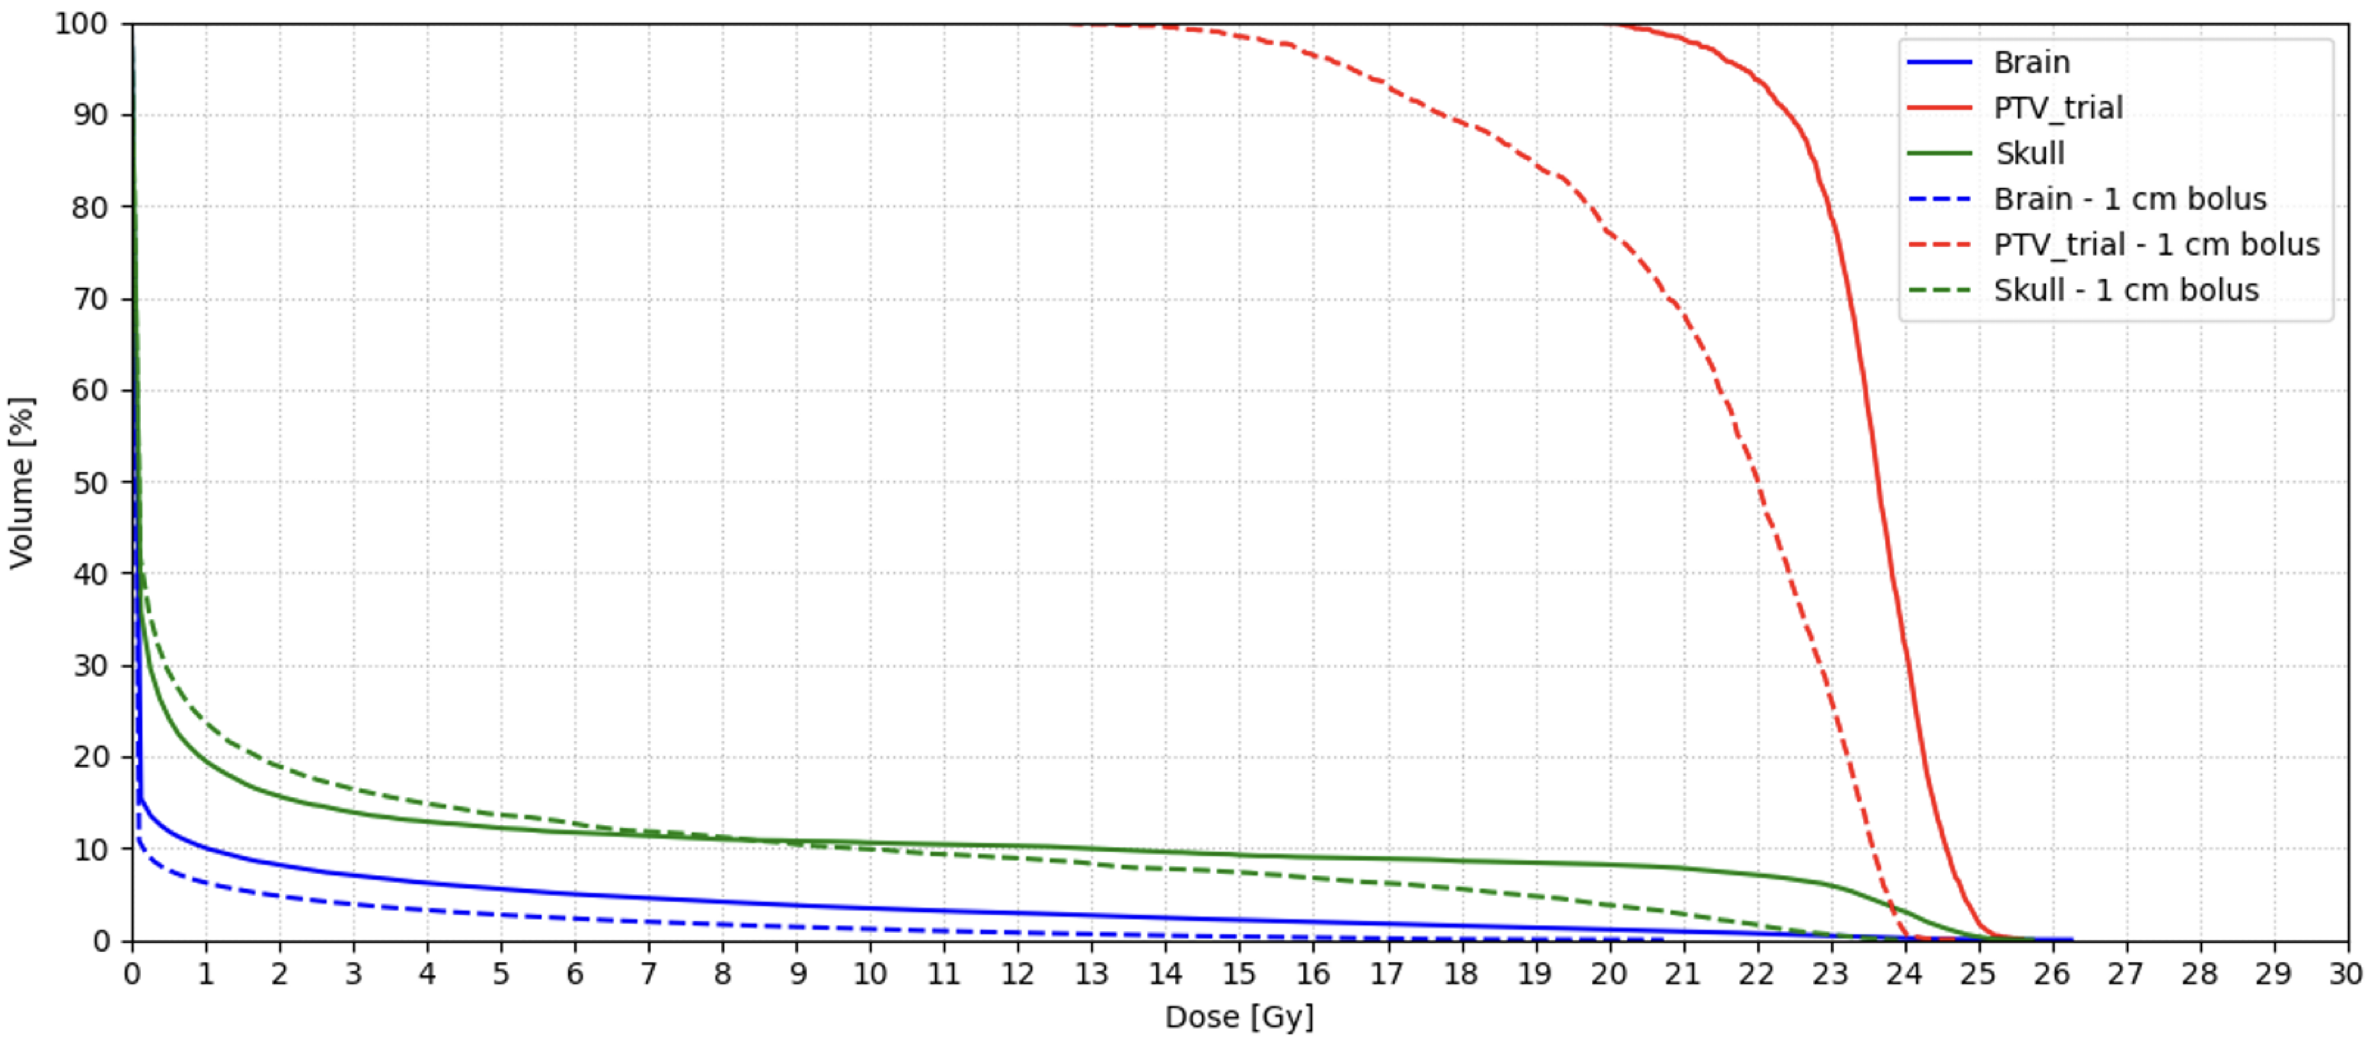 100
90
80
70
60
50
40
30
20
10
0
Volume [%]
Brain
PTV_trial
Skull
Brain - 1 cm bolus
PTV_trial - 1 cm bolus
Skull - 1 cm bolus
0 1 2 3 4 5 6 7 8 9 10 11 12 13 14 15 16 17 18 19 20 21 22 23 24 25 26 27 28 29 30
Dose [Gy]